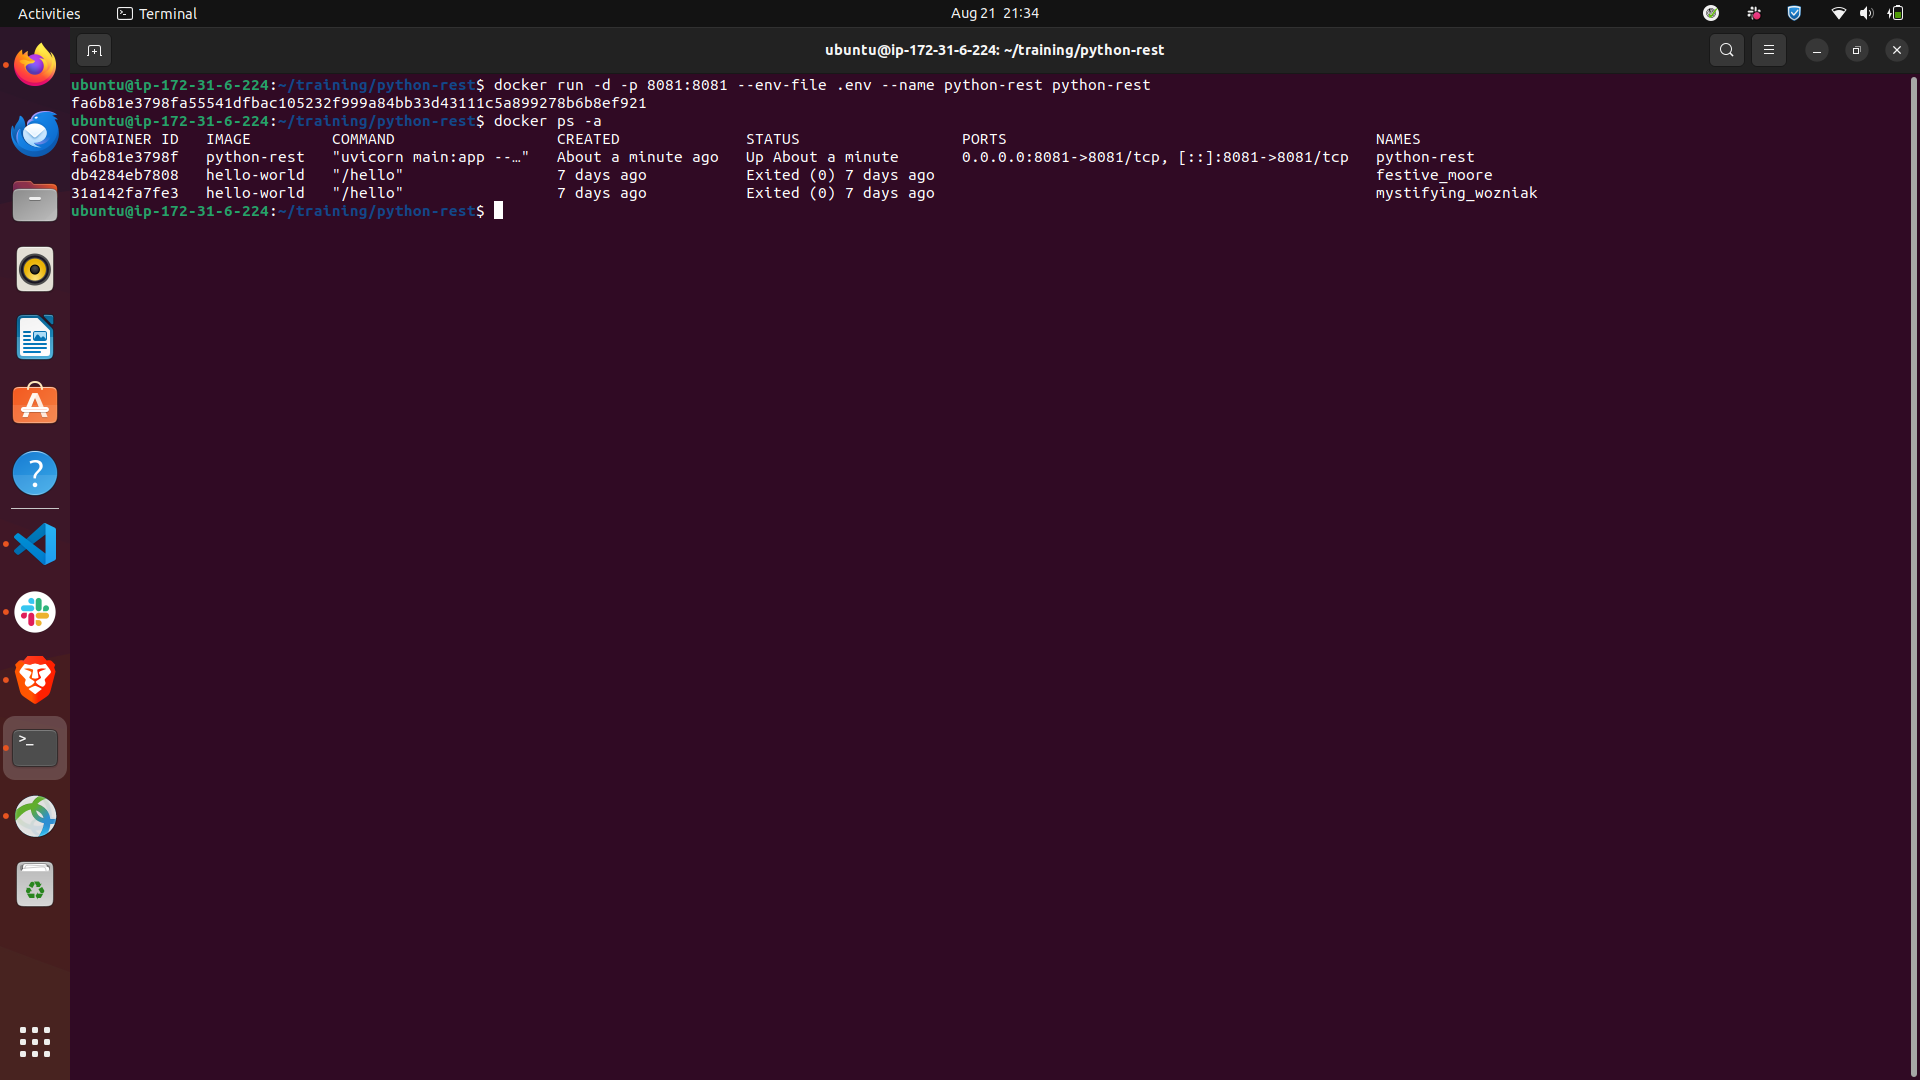 Activities Terminal Aug 21 21:34
ubuntu@ip-172-31-6-224: ~/training/python-rest
ubuntu@ip-172-31-6-224:~/training/python-rest$ docker run -d -p 8081:8081 --env-file .env --name python-rest python-rest
fa6b81e3798fa55541dfbac105232f999a84bb33d43111c5a899278b6b8ef921
ubuntu@ip-172-31-6-224:~/training/python-rest$ docker ps -a
CONTAINER ID   IMAGE         COMMAND                  CREATED              STATUS                  PORTS                                         NAMES
fa6b81e3798f   python-rest   "uvicorn main:app --…"   About a minute ago   Up About a minute       0.0.0.0:8081->8081/tcp, [::]:8081->8081/tcp   python-rest
db4284eb7808   hello-world   "/hello"                 7 days ago           Exited (0) 7 days ago                                                 festive_moore
31a142fa7fe3   hello-world   "/hello"                 7 days ago           Exited (0) 7 days ago                                                 mystifying_wozniak
ubuntu@ip-172-31-6-224:~/training/python-rest$